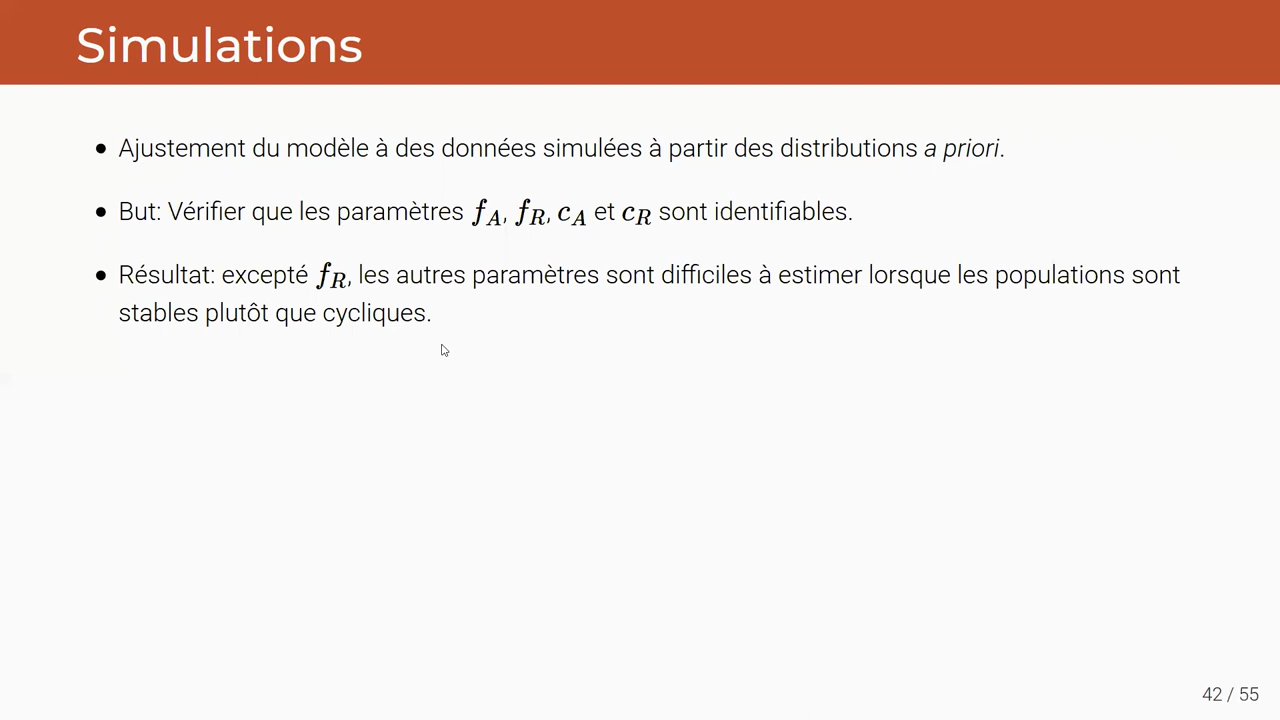 Simulations
• Ajustement du modèle à des données simulées à partir des distributions a priori.
• But: Vérifier que les paramètres f_A, f_R, c_A et c_R sont identifiables.
• Résultat: excepté f_R, les autres paramètres sont difficiles à estimer lorsque les populations sont
stables plutôt que cycliques.
42 / 55